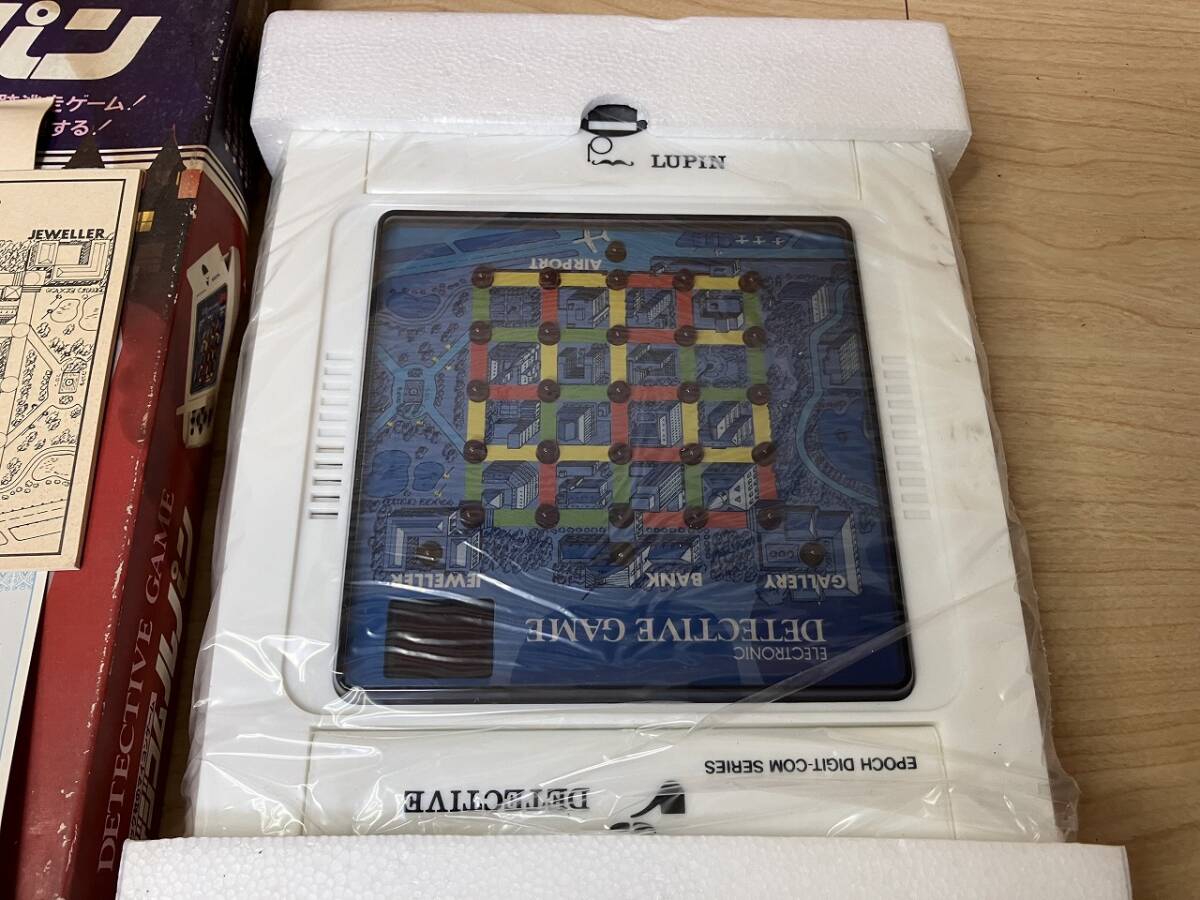 パン
走ゲーム!
する!
JEWELLER
DETECTIVE GAME
LUPIN
AIRPORT
JEWELLER
BANK
GALLERY
DETECTIVE GAME
ELECTRONIC
EPOCH DIGIT-COM SERIES
DETECTIVE